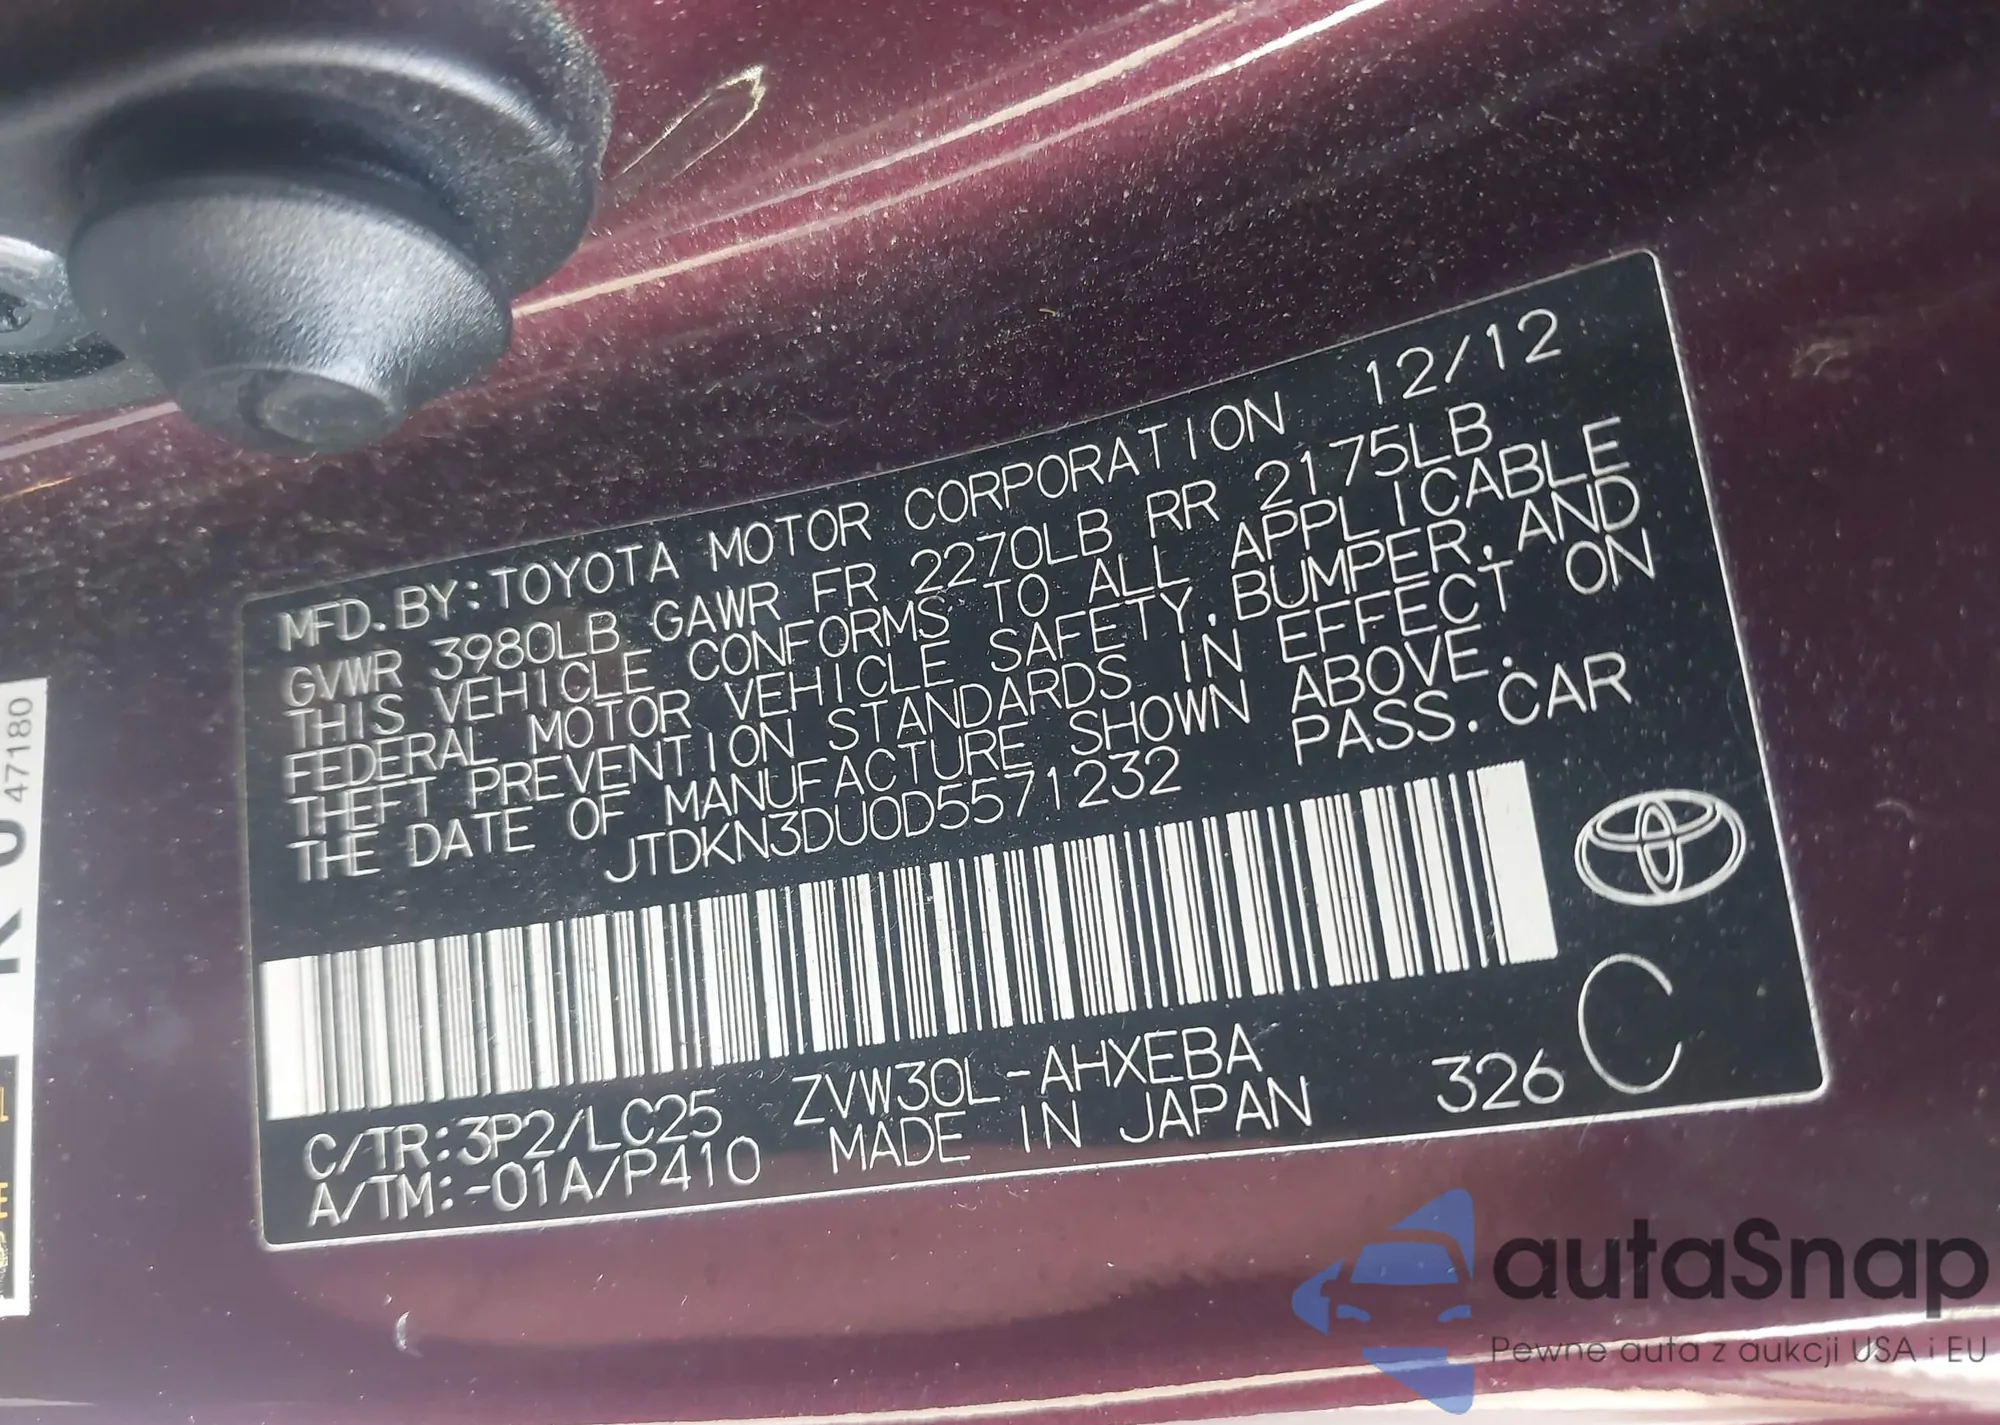 MFD. BY: TOYOTA MOTOR CORPORATION 12/12
GVWR 3980LB GAWR FR 2270LB RR 2175LB
THIS VEHICLE CONFORMS TO ALL APPLICABLE
FEDERAL MOTOR VEHICLE SAFETY, BUMPER, AND
THEFT PREVENTION STANDARDS IN EFFECT ON
THE DATE OF MANUFACTURE SHOWN ABOVE.
JTDKN3DU0D5571232 PASS. CAR
C/TR: 3P2/LC25 ZVW30L-AHXEBA
A/TM: -01A/P410 MADE IN JAPAN 326 C
47180
autaSnap
Pewne auta z aukcji USA i EU